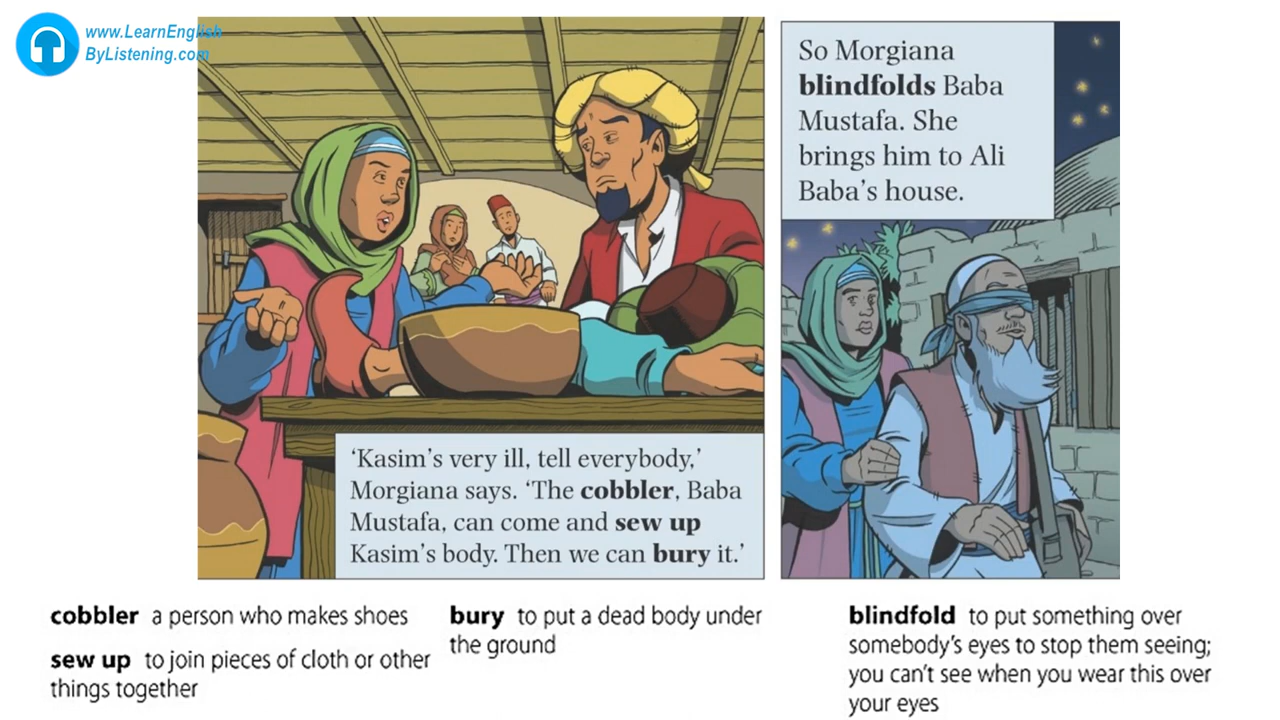 www.LearnEnglish
ByListening.com
‘Kasim’s very ill, tell everybody,’
Morgiana says. ‘The cobbler, Baba
Mustafa, can come and sew up
Kasim’s body. Then we can bury it.’
So Morgiana
blindfolds Baba
Mustafa. She
brings him to Ali
Baba’s house.
cobbler a person who makes shoes
sew up to join pieces of cloth or other
things together
bury to put a dead body under
the ground
blindfold to put something over
somebody’s eyes to stop them seeing;
you can’t see when you wear this over
your eyes